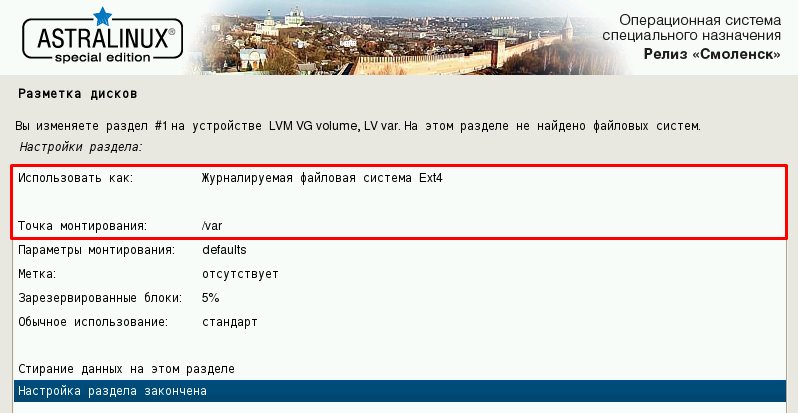 ASTRALINUX®
special edition
Операционная система
специального назначения
Релиз «Смоленск»
Разметка дисков
Вы изменяете раздел #1 на устройстве LVM VG volume, LV var. На этом разделе не найдено файловых систем.
Настройки раздела:
Использовать как: Журналируемая файловая система Ext4
Точка монтирования: /var
Параметры монтирования: defaults
Метка: отсутствует
Зарезервированные блоки: 5%
Обычное использование: стандарт
Стирание данных на этом разделе
Настройка раздела закончена